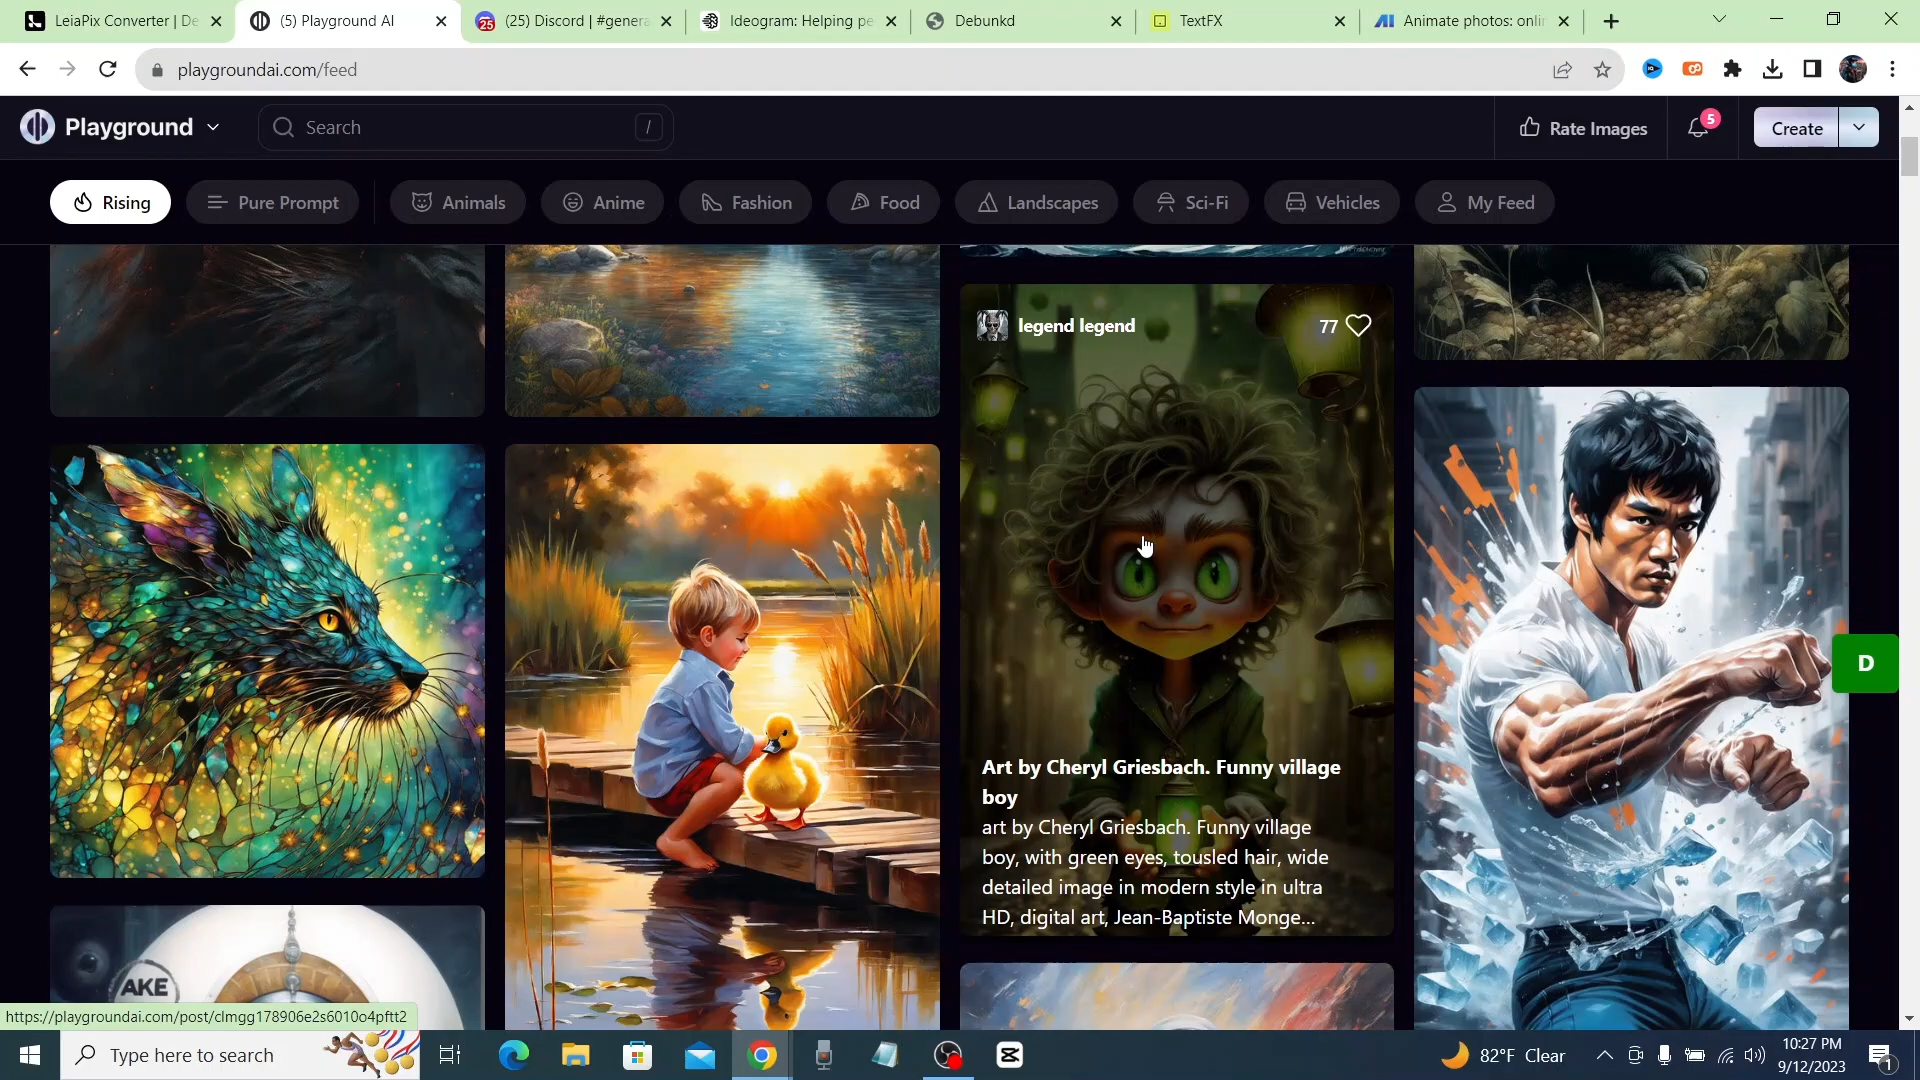 LeiaPix Converter | De
(5) Playground AI
(25) Discord | #genera
Ideogram: Helping pe
Debunkd
TextFX
Animate photos: onlin
playgroundai.com/feed
Playground
Search
/
Rate Images
5
Create
Rising
Pure Prompt
Animals
Anime
Fashion
Food
Landscapes
Sci-Fi
Vehicles
My Feed
legend legend
77
D
Art by Cheryl Griesbach. Funny village
boy
art by Cheryl Griesbach. Funny village
boy, with green eyes, tousled hair, wide
detailed image in modern style in ultra
HD, digital art, Jean-Baptiste Monge...
AKE
https://playgroundai.com/post/clmgg178906e2s6010o4pftt2
Type here to search
82°F Clear
10:27 PM
9/12/2023
1